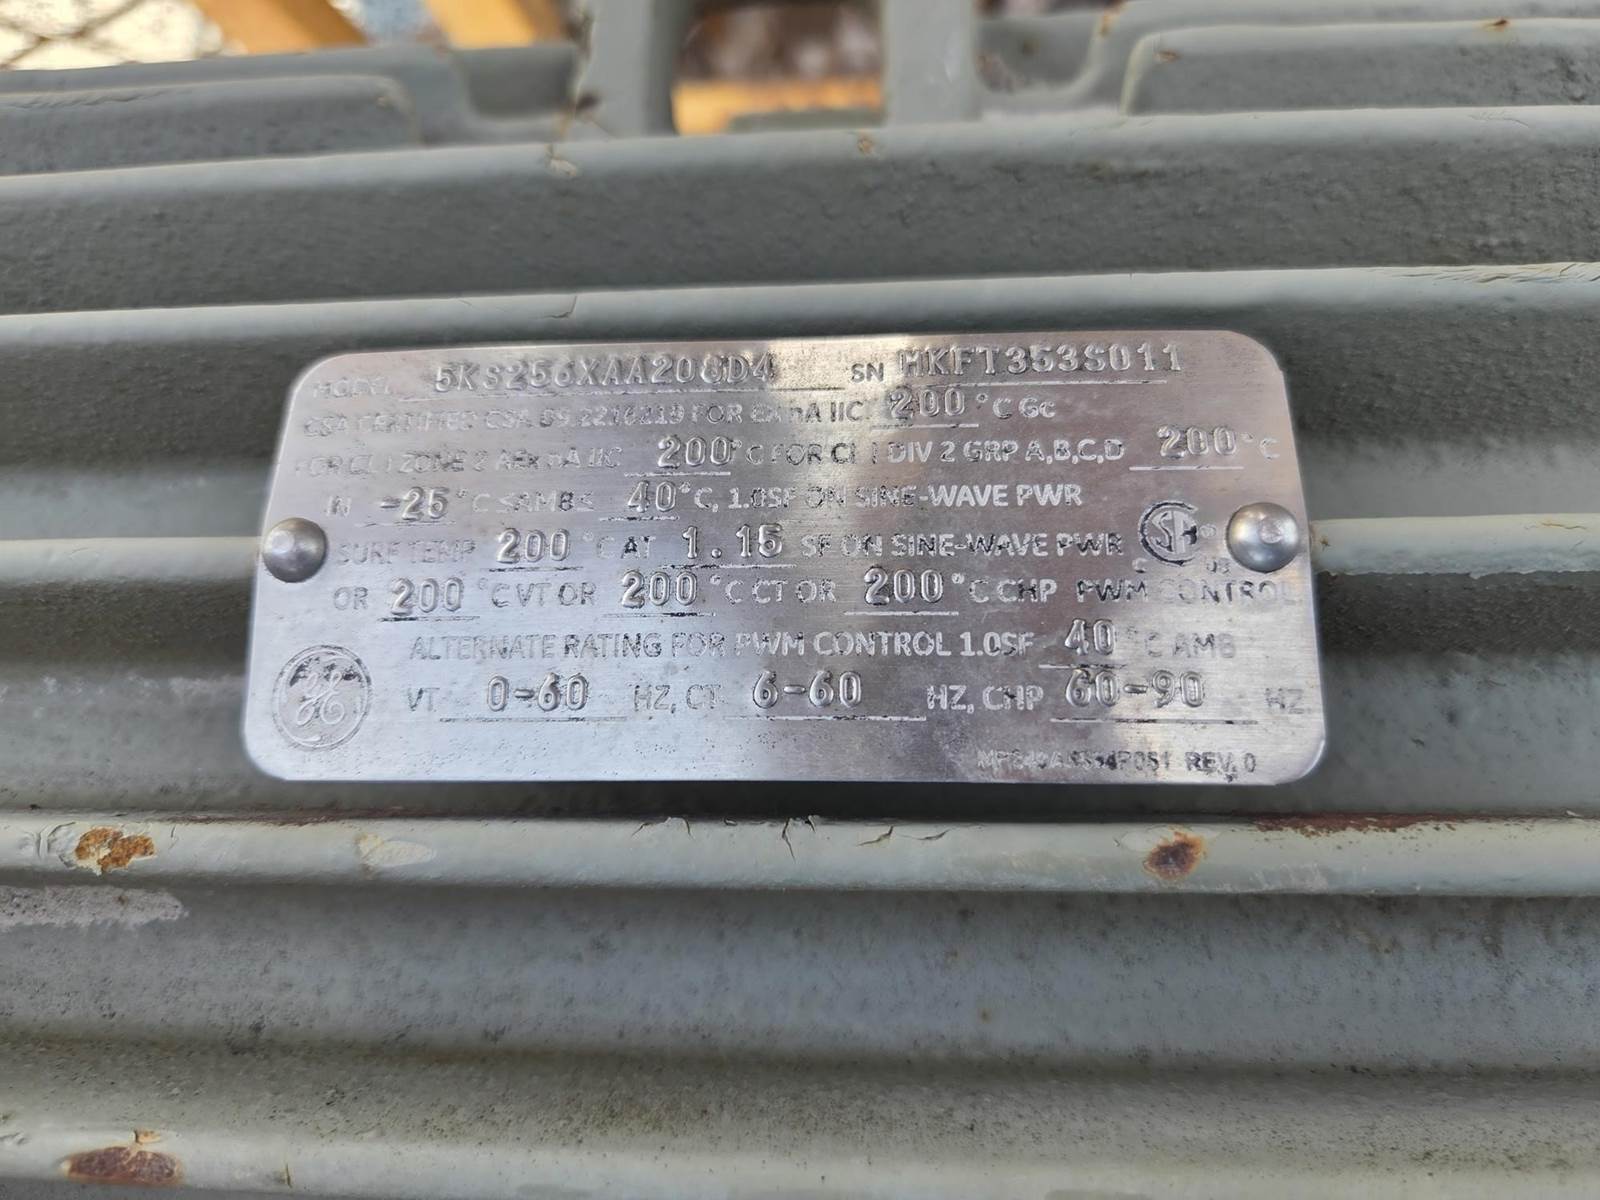 MODEL 5KS256XAA208D4 SN HKFT353S011
CSA CERTIFIED CSA 09.2216219 FOR EX nA IIC 200 °C Gc
FOR CL I ZONE 2 AEx nA IIC 200 °C FOR CL I DIV 2 GRP A,B,C,D 200 °C
IN -25 °C ≤AMB≤ 40 °C, 1.0SF ON SINE-WAVE PWR
SURF TEMP 200 °C AT 1.15 SF ON SINE-WAVE PWR
OR 200 °C VT OR 200 °C CT OR 200 °C CHP PWM CONTROL
ALTERNATE RATING FOR PWM CONTROL 1.0SF 40 °C AMB
VT 0-60 HZ, CT 6-60 HZ, CHP 60-90 HZ
REV. 0
GE